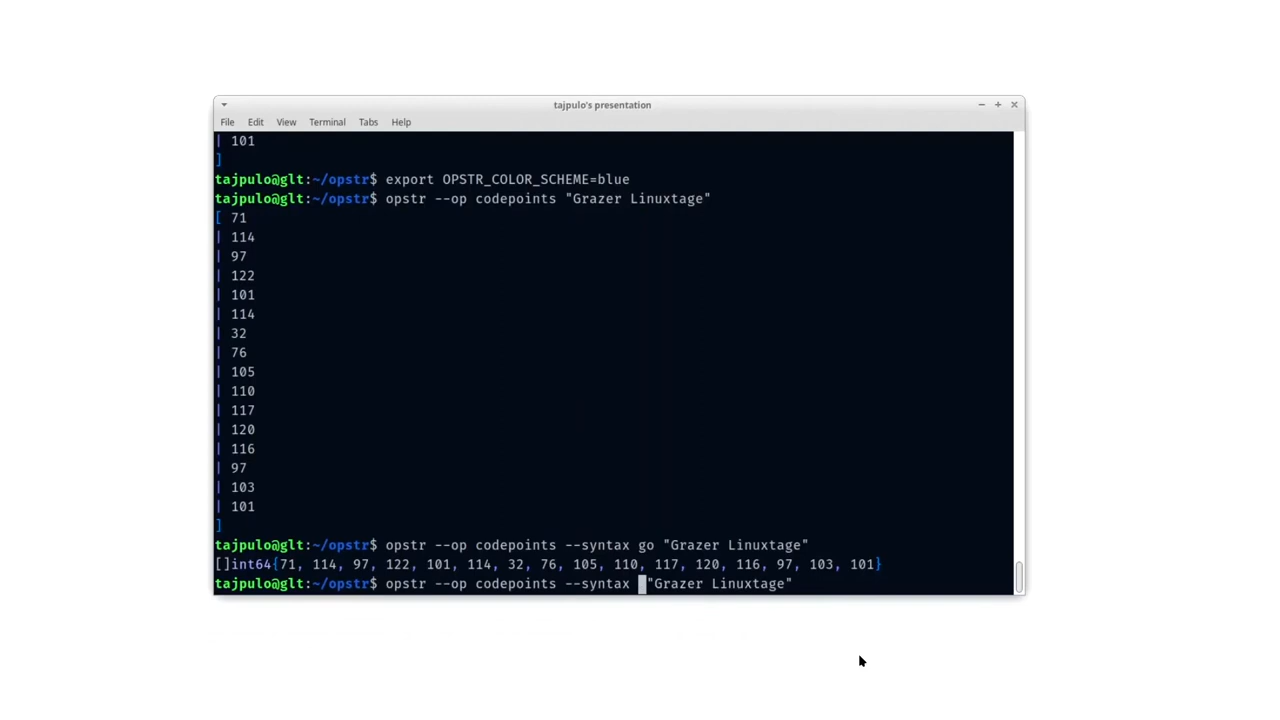 tajpulo's presentation
File Edit View Terminal Tabs Help
| 101
]
tajpulo@glt:~/opstr$ export OPSTR_COLOR_SCHEME=blue
tajpulo@glt:~/opstr$ opstr --op codepoints "Grazer Linuxtage"
[ 71
| 114
| 97
| 122
| 101
| 114
| 32
| 76
| 105
| 110
| 117
| 120
| 116
| 97
| 103
| 101
]
tajpulo@glt:~/opstr$ opstr --op codepoints --syntax go "Grazer Linuxtage"
[]int64{71, 114, 97, 122, 101, 114, 32, 76, 105, 110, 117, 120, 116, 97, 103, 101}
tajpulo@glt:~/opstr$ opstr --op codepoints --syntax "Grazer Linuxtage"